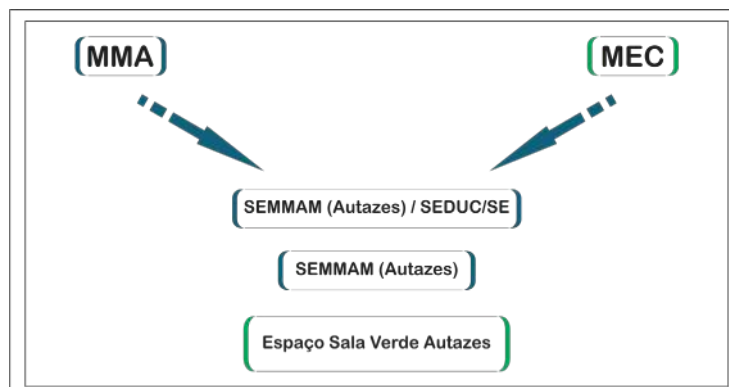 MMA
MEC
SEMMAM (Autazes) / SEDUC/SE
SEMMAM (Autazes)
Espaço Sala Verde Autazes